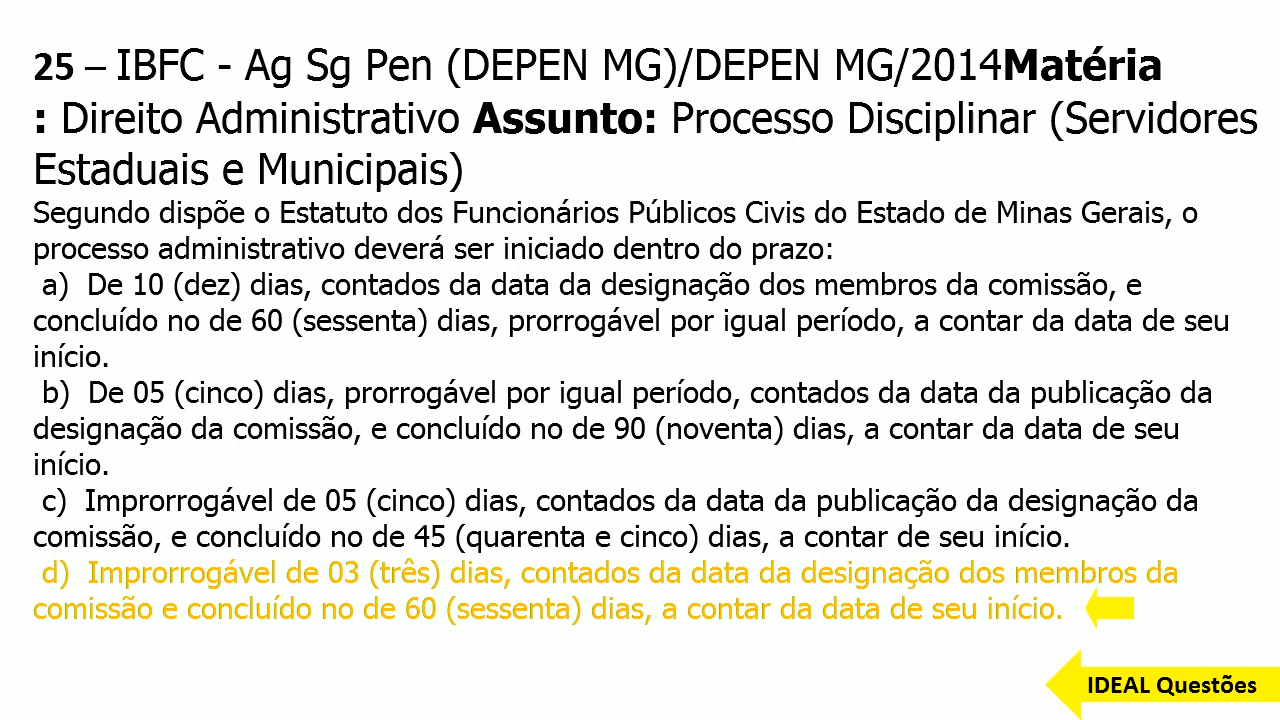 25 – IBFC - Ag Sg Pen (DEPEN MG)/DEPEN MG/2014Matéria
: Direito Administrativo Assunto: Processo Disciplinar (Servidores
Estaduais e Municipais)
Segundo dispõe o Estatuto dos Funcionários Públicos Civis do Estado de Minas Gerais, o
processo administrativo deverá ser iniciado dentro do prazo:
a) De 10 (dez) dias, contados da data da designação dos membros da comissão, e
concluído no de 60 (sessenta) dias, prorrogável por igual período, a contar da data de seu
início.
b) De 05 (cinco) dias, prorrogável por igual período, contados da data da publicação da
designação da comissão, e concluído no de 90 (noventa) dias, a contar da data de seu
início.
c) Improrrogável de 05 (cinco) dias, contados da data da publicação da designação da
comissão, e concluído no de 45 (quarenta e cinco) dias, a contar de seu início.
d) Improrrogável de 03 (três) dias, contados da data da designação dos membros da
comissão e concluído no de 60 (sessenta) dias, a contar da data de seu início.
IDEAL Questões